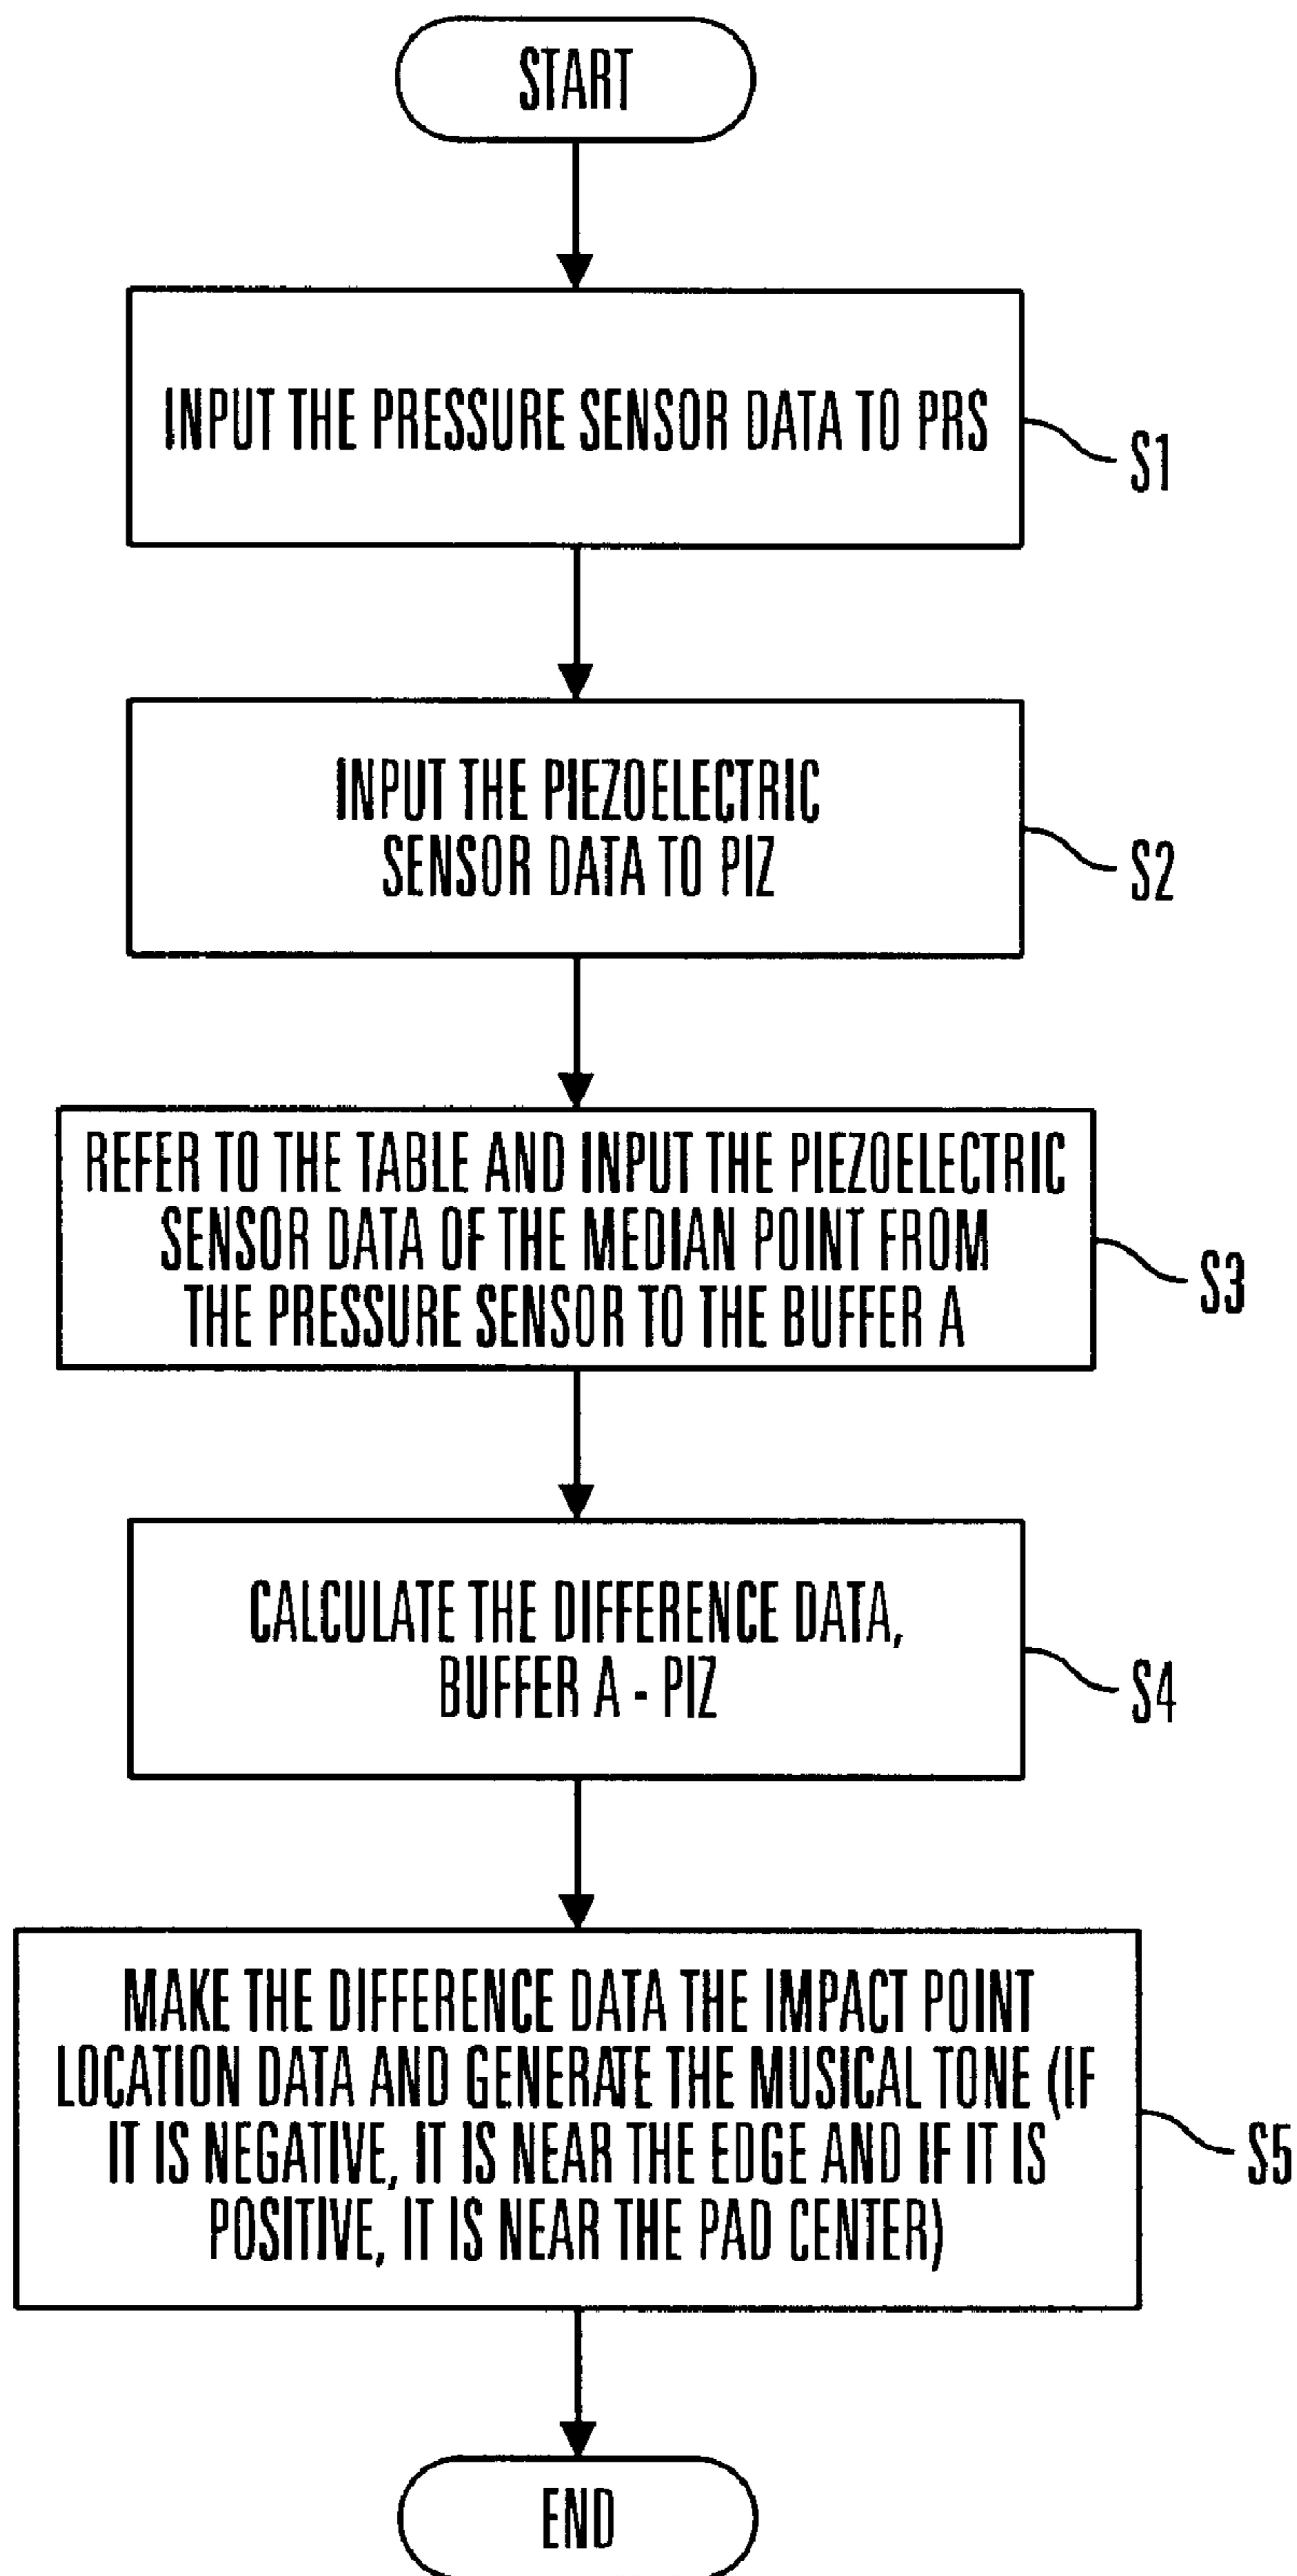 START
INPUT THE PRESSURE SENSOR DATA TO PRS
S1
INPUT THE PIEZOELECTRIC
SENSOR DATA TO PIZ
S2
REFER TO THE TABLE AND INPUT THE PIEZOELECTRIC
SENSOR DATA OF THE MEDIAN POINT FROM
THE PRESSURE SENSOR TO THE BUFFER A
S3
CALCULATE THE DIFFERENCE DATA,
BUFFER A - PIZ
S4
MAKE THE DIFFERENCE DATA THE IMPACT POINT
LOCATION DATA AND GENERATE THE MUSICAL TONE (IF
IT IS NEGATIVE, IT IS NEAR THE EDGE AND IF IT IS
POSITIVE, IT IS NEAR THE PAD CENTER)
S5
END